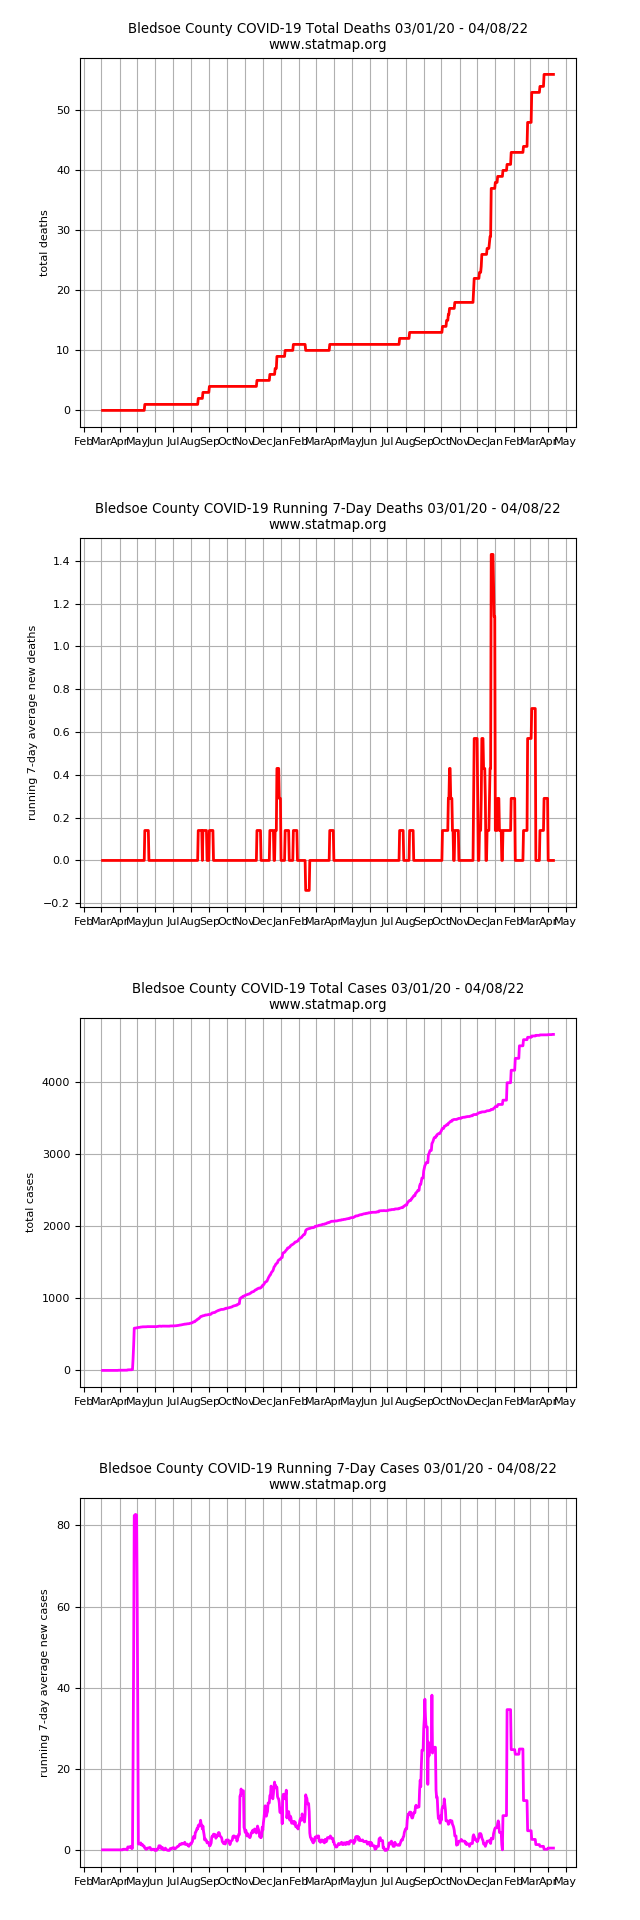 Bledsoe County COVID-19 Total Deaths 03/01/20 - 04/08/22
www.statmap.org
50
40
30
20
10
0
total deaths
Feb Mar Apr May Jun Jul Aug Sep Oct Nov Dec Jan Feb Mar Apr May Jun Jul Aug Sep Oct Nov Dec Jan Feb Mar Apr May
Bledsoe County COVID-19 Running 7-Day Deaths 03/01/20 - 04/08/22
www.statmap.org
1.4
1.2
1.0
0.8
0.6
0.4
0.2
0.0
−0.2
running 7-day average new deaths
Feb Mar Apr May Jun Jul Aug Sep Oct Nov Dec Jan Feb Mar Apr May Jun Jul Aug Sep Oct Nov Dec Jan Feb Mar Apr May
Bledsoe County COVID-19 Total Cases 03/01/20 - 04/08/22
www.statmap.org
4000
3000
2000
1000
0
total cases
Feb Mar Apr May Jun Jul Aug Sep Oct Nov Dec Jan Feb Mar Apr May Jun Jul Aug Sep Oct Nov Dec Jan Feb Mar Apr May
Bledsoe County COVID-19 Running 7-Day Cases 03/01/20 - 04/08/22
www.statmap.org
80
60
40
20
0
running 7-day average new cases
Feb Mar Apr May Jun Jul Aug Sep Oct Nov Dec Jan Feb Mar Apr May Jun Jul Aug Sep Oct Nov Dec Jan Feb Mar Apr May